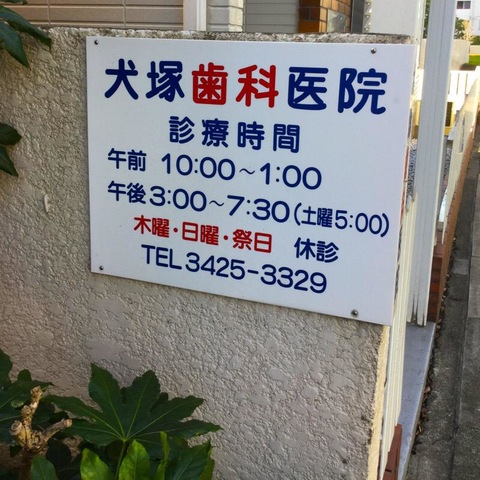 犬塚歯科医院
診療時間
午前 10:00〜1:00
午後 3:00〜7:30(土曜5:00)
木曜・日曜・祭日 休診
TEL 3425-3329